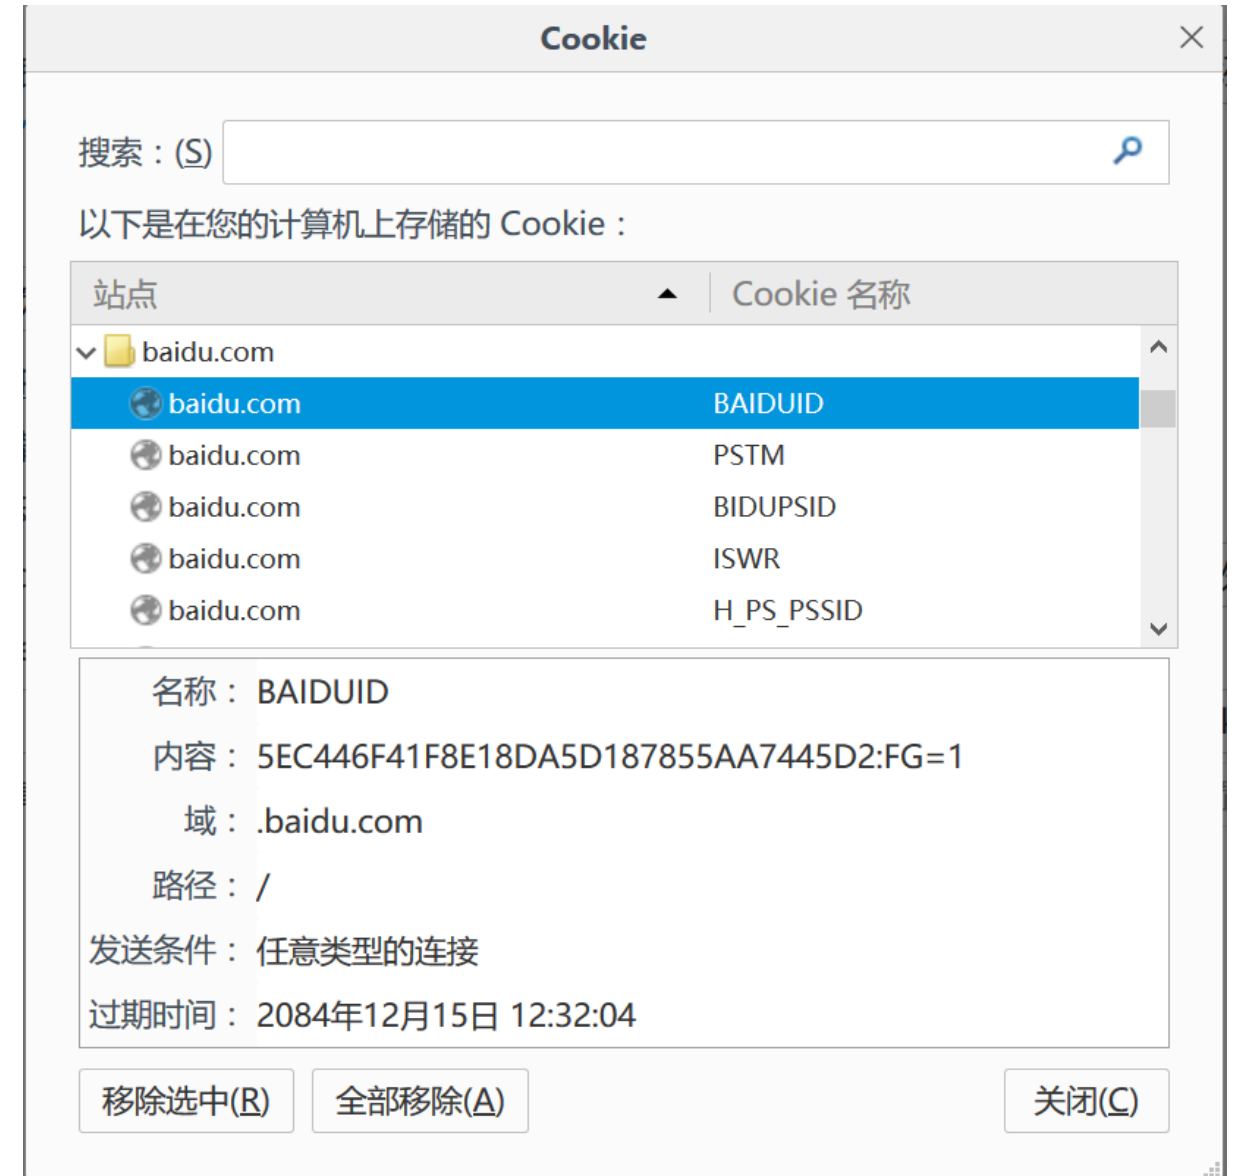 Cookie
搜索：(S)
以下是在您的计算机上存储的 Cookie：
站点 Cookie 名称
baidu.com
baidu.com BAIDUID
baidu.com PSTM
baidu.com BIDUPSID
baidu.com ISWR
baidu.com H_PS_PSSID
名称： BAIDUID
内容： 5EC446F41F8E18DA5D187855AA7445D2:FG=1
域： .baidu.com
路径： /
发送条件： 任意类型的连接
过期时间： 2084年12月15日 12:32:04
移除选中(R) 全部移除(A) 关闭(C)